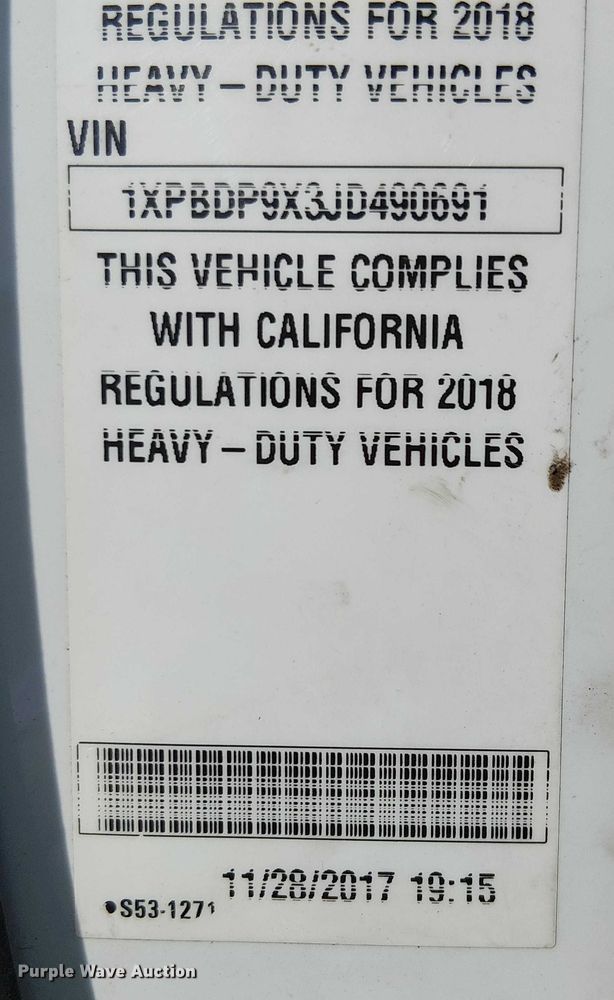 REGULATIONS FOR 2018
HEAVY – DUTY VEHICLES
VIN
1XPBDP9X3JD490691
THIS VEHICLE COMPLIES
WITH CALIFORNIA
REGULATIONS FOR 2018
HEAVY – DUTY VEHICLES
11/28/2017 19:15
•S53-1271
Purple Wave Auction